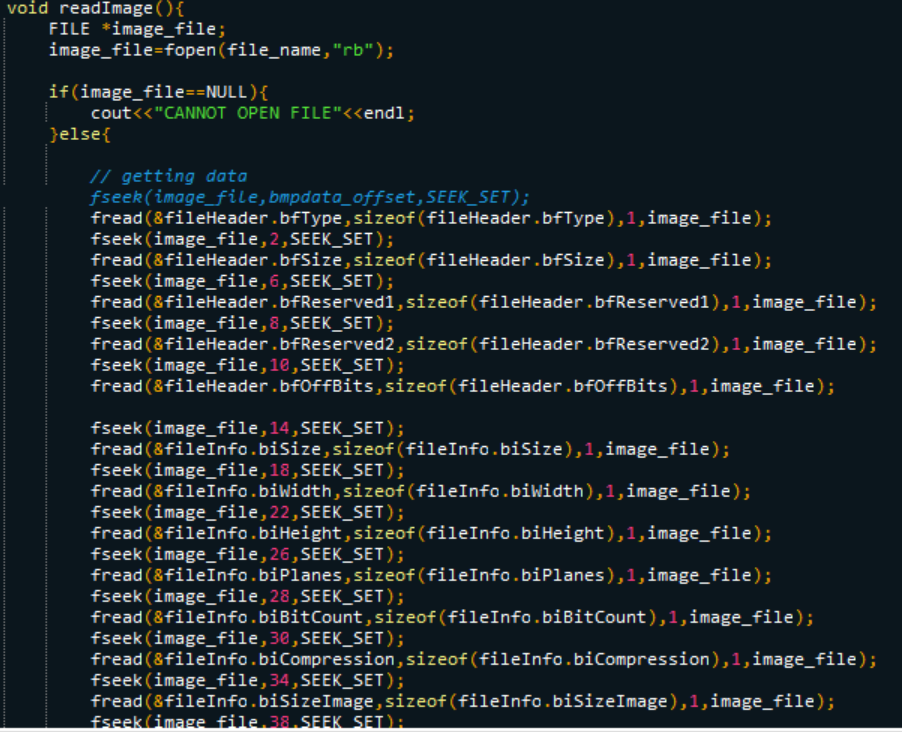 void readImage(){
    FILE *image_file;
    image_file=fopen(file_name,"rb");

    if(image_file==NULL){
        cout<<"CANNOT OPEN FILE"<<endl;
    }else{

        // getting data
        fseek(image_file,bmpdata_offset,SEEK_SET);
        fread(&fileHeader.bfType,sizeof(fileHeader.bfType),1,image_file);
        fseek(image_file,2,SEEK_SET);
        fread(&fileHeader.bfSize,sizeof(fileHeader.bfSize),1,image_file);
        fseek(image_file,6,SEEK_SET);
        fread(&fileHeader.bfReserved1,sizeof(fileHeader.bfReserved1),1,image_file);
        fseek(image_file,8,SEEK_SET);
        fread(&fileHeader.bfReserved2,sizeof(fileHeader.bfReserved2),1,image_file);
        fseek(image_file,10,SEEK_SET);
        fread(&fileHeader.bfOffBits,sizeof(fileHeader.bfOffBits),1,image_file);

        fseek(image_file,14,SEEK_SET);
        fread(&fileInfo.biSize,sizeof(fileInfo.biSize),1,image_file);
        fseek(image_file,18,SEEK_SET);
        fread(&fileInfo.biWidth,sizeof(fileInfo.biWidth),1,image_file);
        fseek(image_file,22,SEEK_SET);
        fread(&fileInfo.biHeight,sizeof(fileInfo.biHeight),1,image_file);
        fseek(image_file,26,SEEK_SET);
        fread(&fileInfo.biPlanes,sizeof(fileInfo.biPlanes),1,image_file);
        fseek(image_file,28,SEEK_SET);
        fread(&fileInfo.biBitCount,sizeof(fileInfo.biBitCount),1,image_file);
        fseek(image_file,30,SEEK_SET);
        fread(&fileInfo.biCompression,sizeof(fileInfo.biCompression),1,image_file);
        fseek(image_file,34,SEEK_SET);
        fread(&fileInfo.biSizeImage,sizeof(fileInfo.biSizeImage),1,image_file);
        fseek(image_file,38,SEEK_SET);